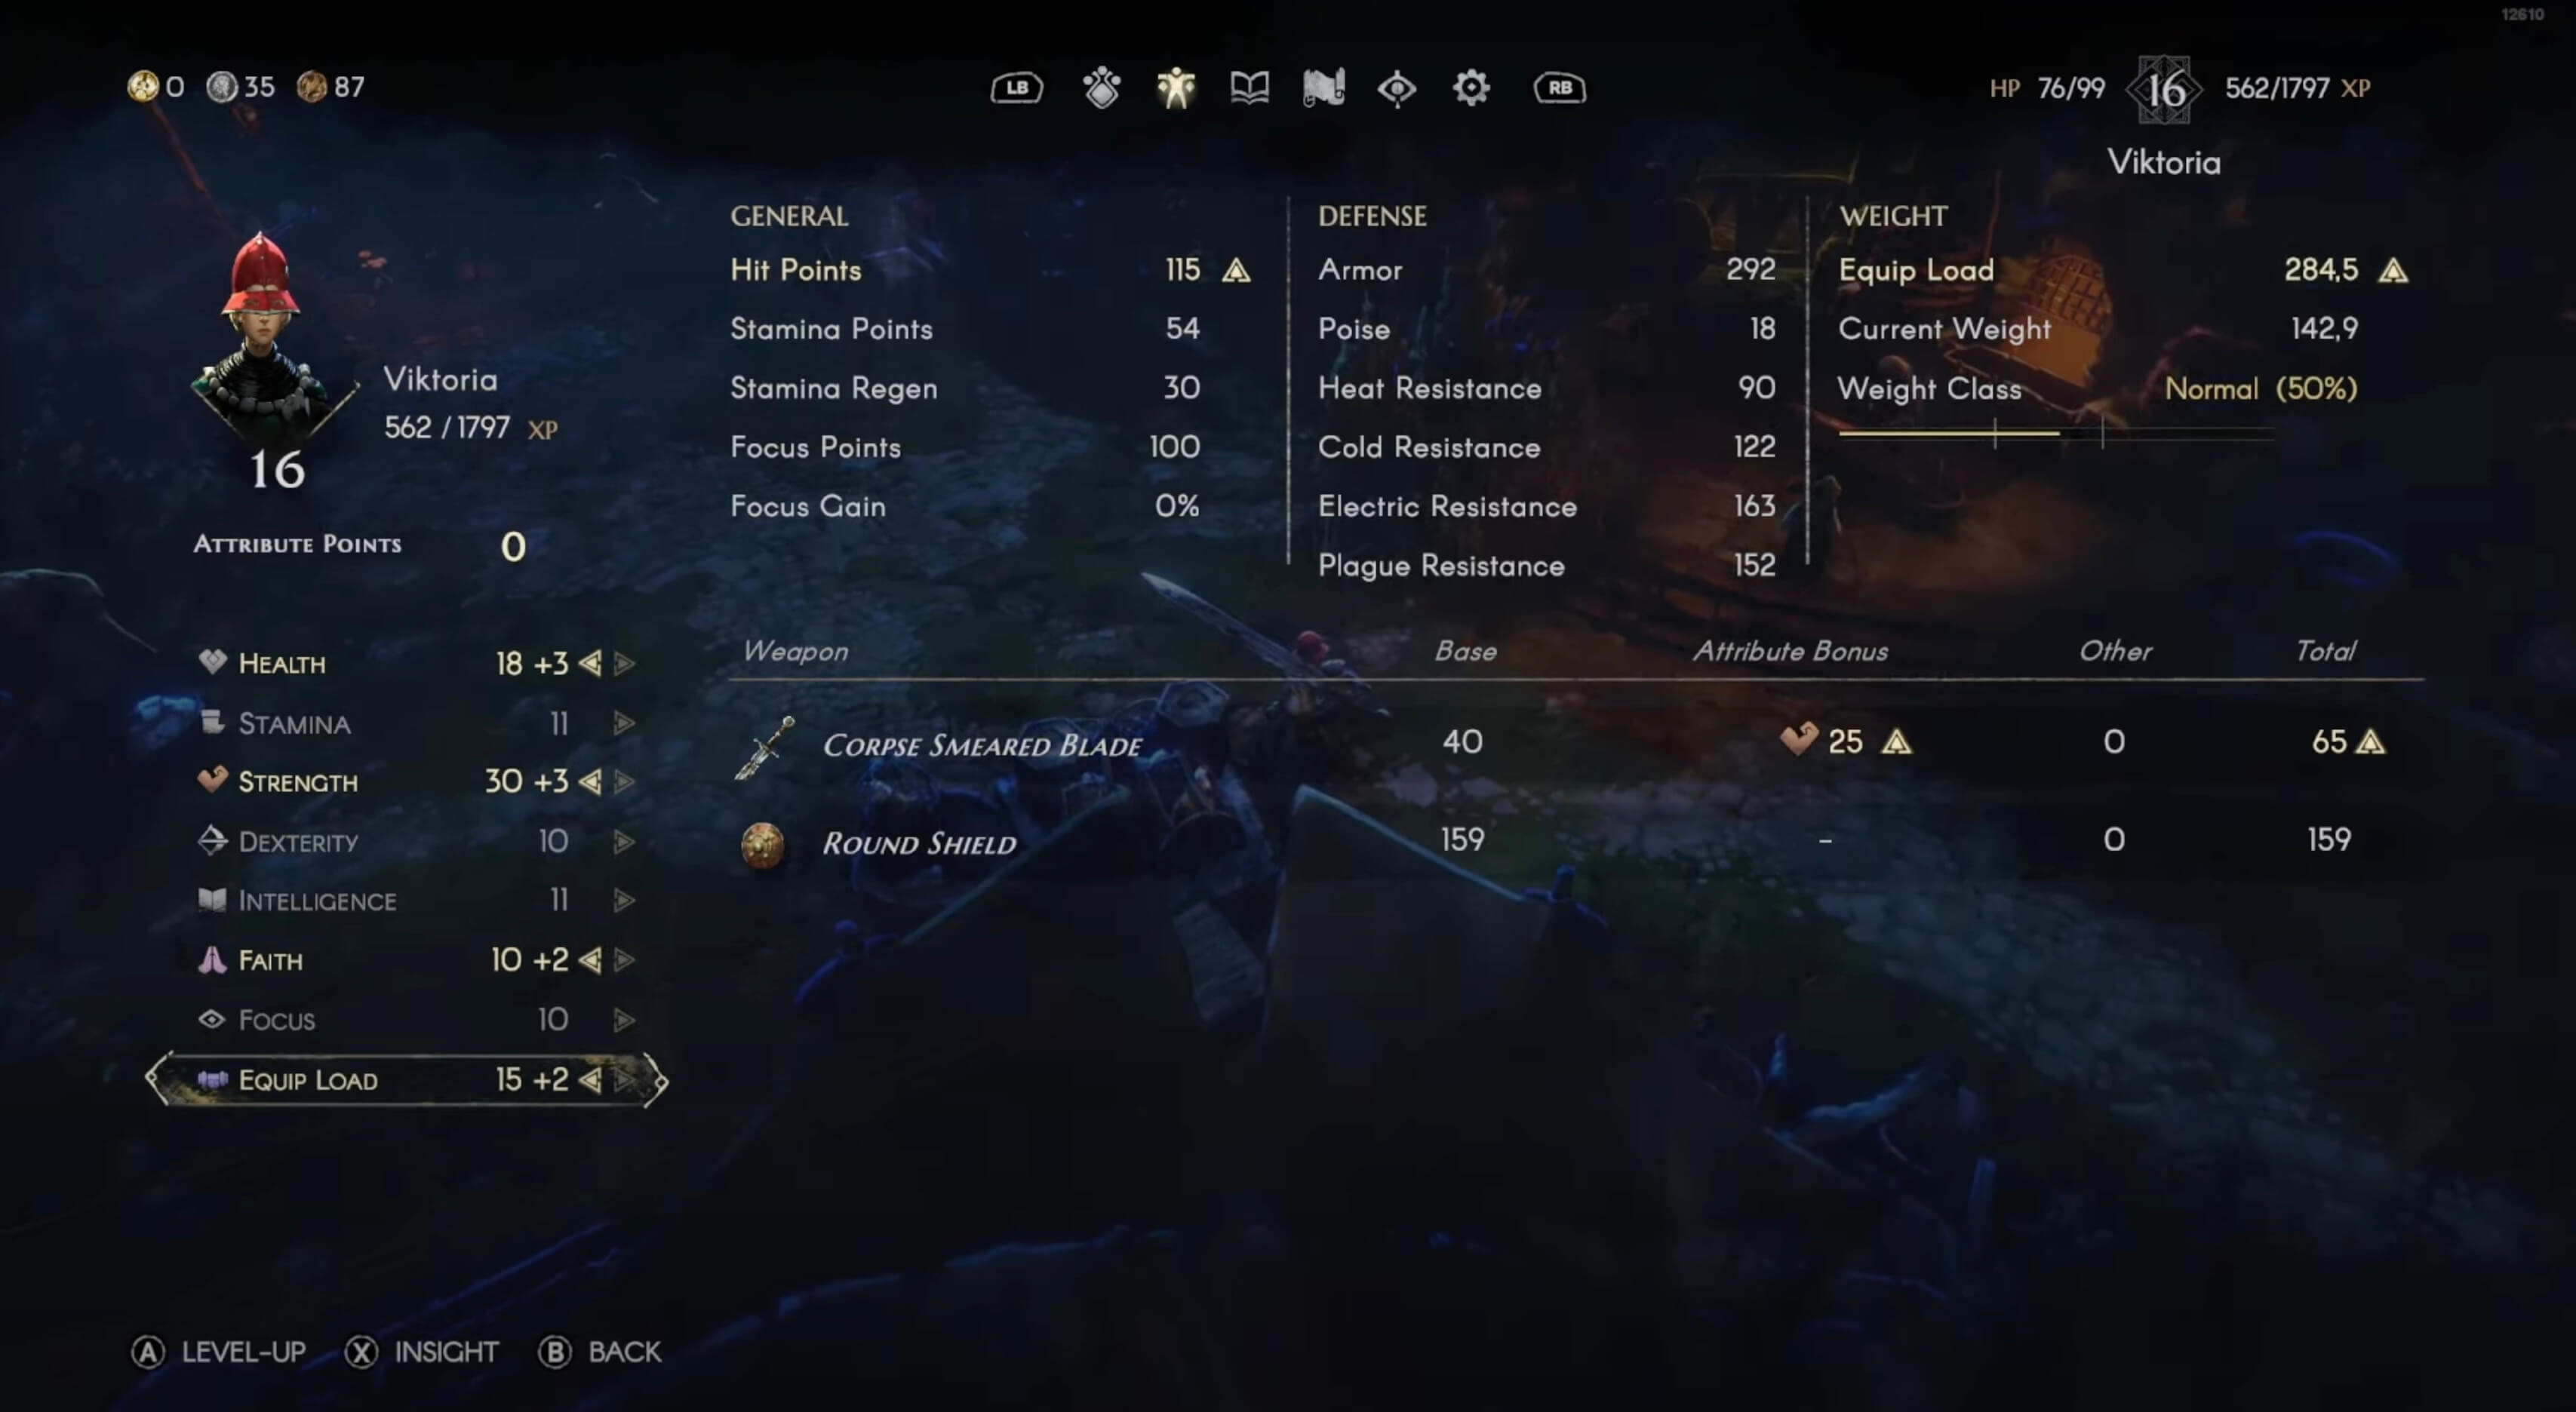 12610
0 35 87
LB RB
HP 76/99 16 562/1797 XP
Viktoria
Viktoria
562 / 1797 XP
16
ATTRIBUTE POINTS 0
HEALTH 18 +3
STAMINA 11
STRENGTH 30 +3
DEXTERITY 10
INTELLIGENCE 11
FAITH 10 +2
FOCUS 10
EQUIP LOAD 15 +2
GENERAL
Hit Points 115
Stamina Points 54
Stamina Regen 30
Focus Points 100
Focus Gain 0%
DEFENSE
Armor 292
Poise 18
Heat Resistance 90
Cold Resistance 122
Electric Resistance 163
Plague Resistance 152
WEIGHT
Equip Load 284,5
Current Weight 142,9
Weight Class Normal (50%)
Weapon Base Attribute Bonus Other Total
CORPSE SMEARED BLADE 40 25 0 65
ROUND SHIELD 159 - 0 159
A LEVEL-UP X INSIGHT B BACK